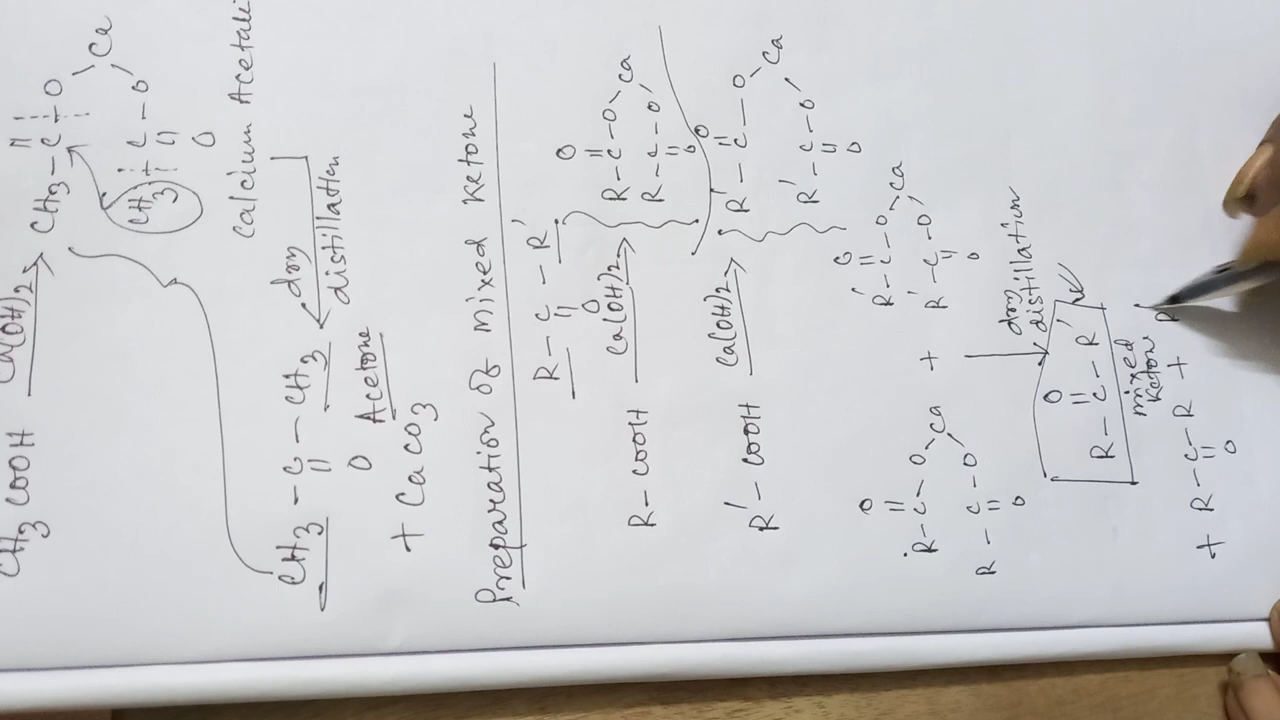 O
||
CH3COOH Ca(OH)2→ CH3-C-O
Ca
CH3-C-O
||
O
Calcium
dry distillation
CH3-C-CH3
||
O
Acetone
+ CaCO3
Preparation of mixed Ketone
R-C-R'
||
O
O
||
R-COOH Ca(OH)2→ R-C-O
Ca
R-C-O
||
O
O
||
R'-COOH Ca(OH)2→ R'-C-O
Ca
R'-C-O
||
O
O O
|| ||
R-C-O R'-C-O
Ca + Ca
R-C-O R'-C-O
|| ||
O O
dry distillation
O
||
R-C-R'
mixed Ketone
+ R-C-R + R'
||
O